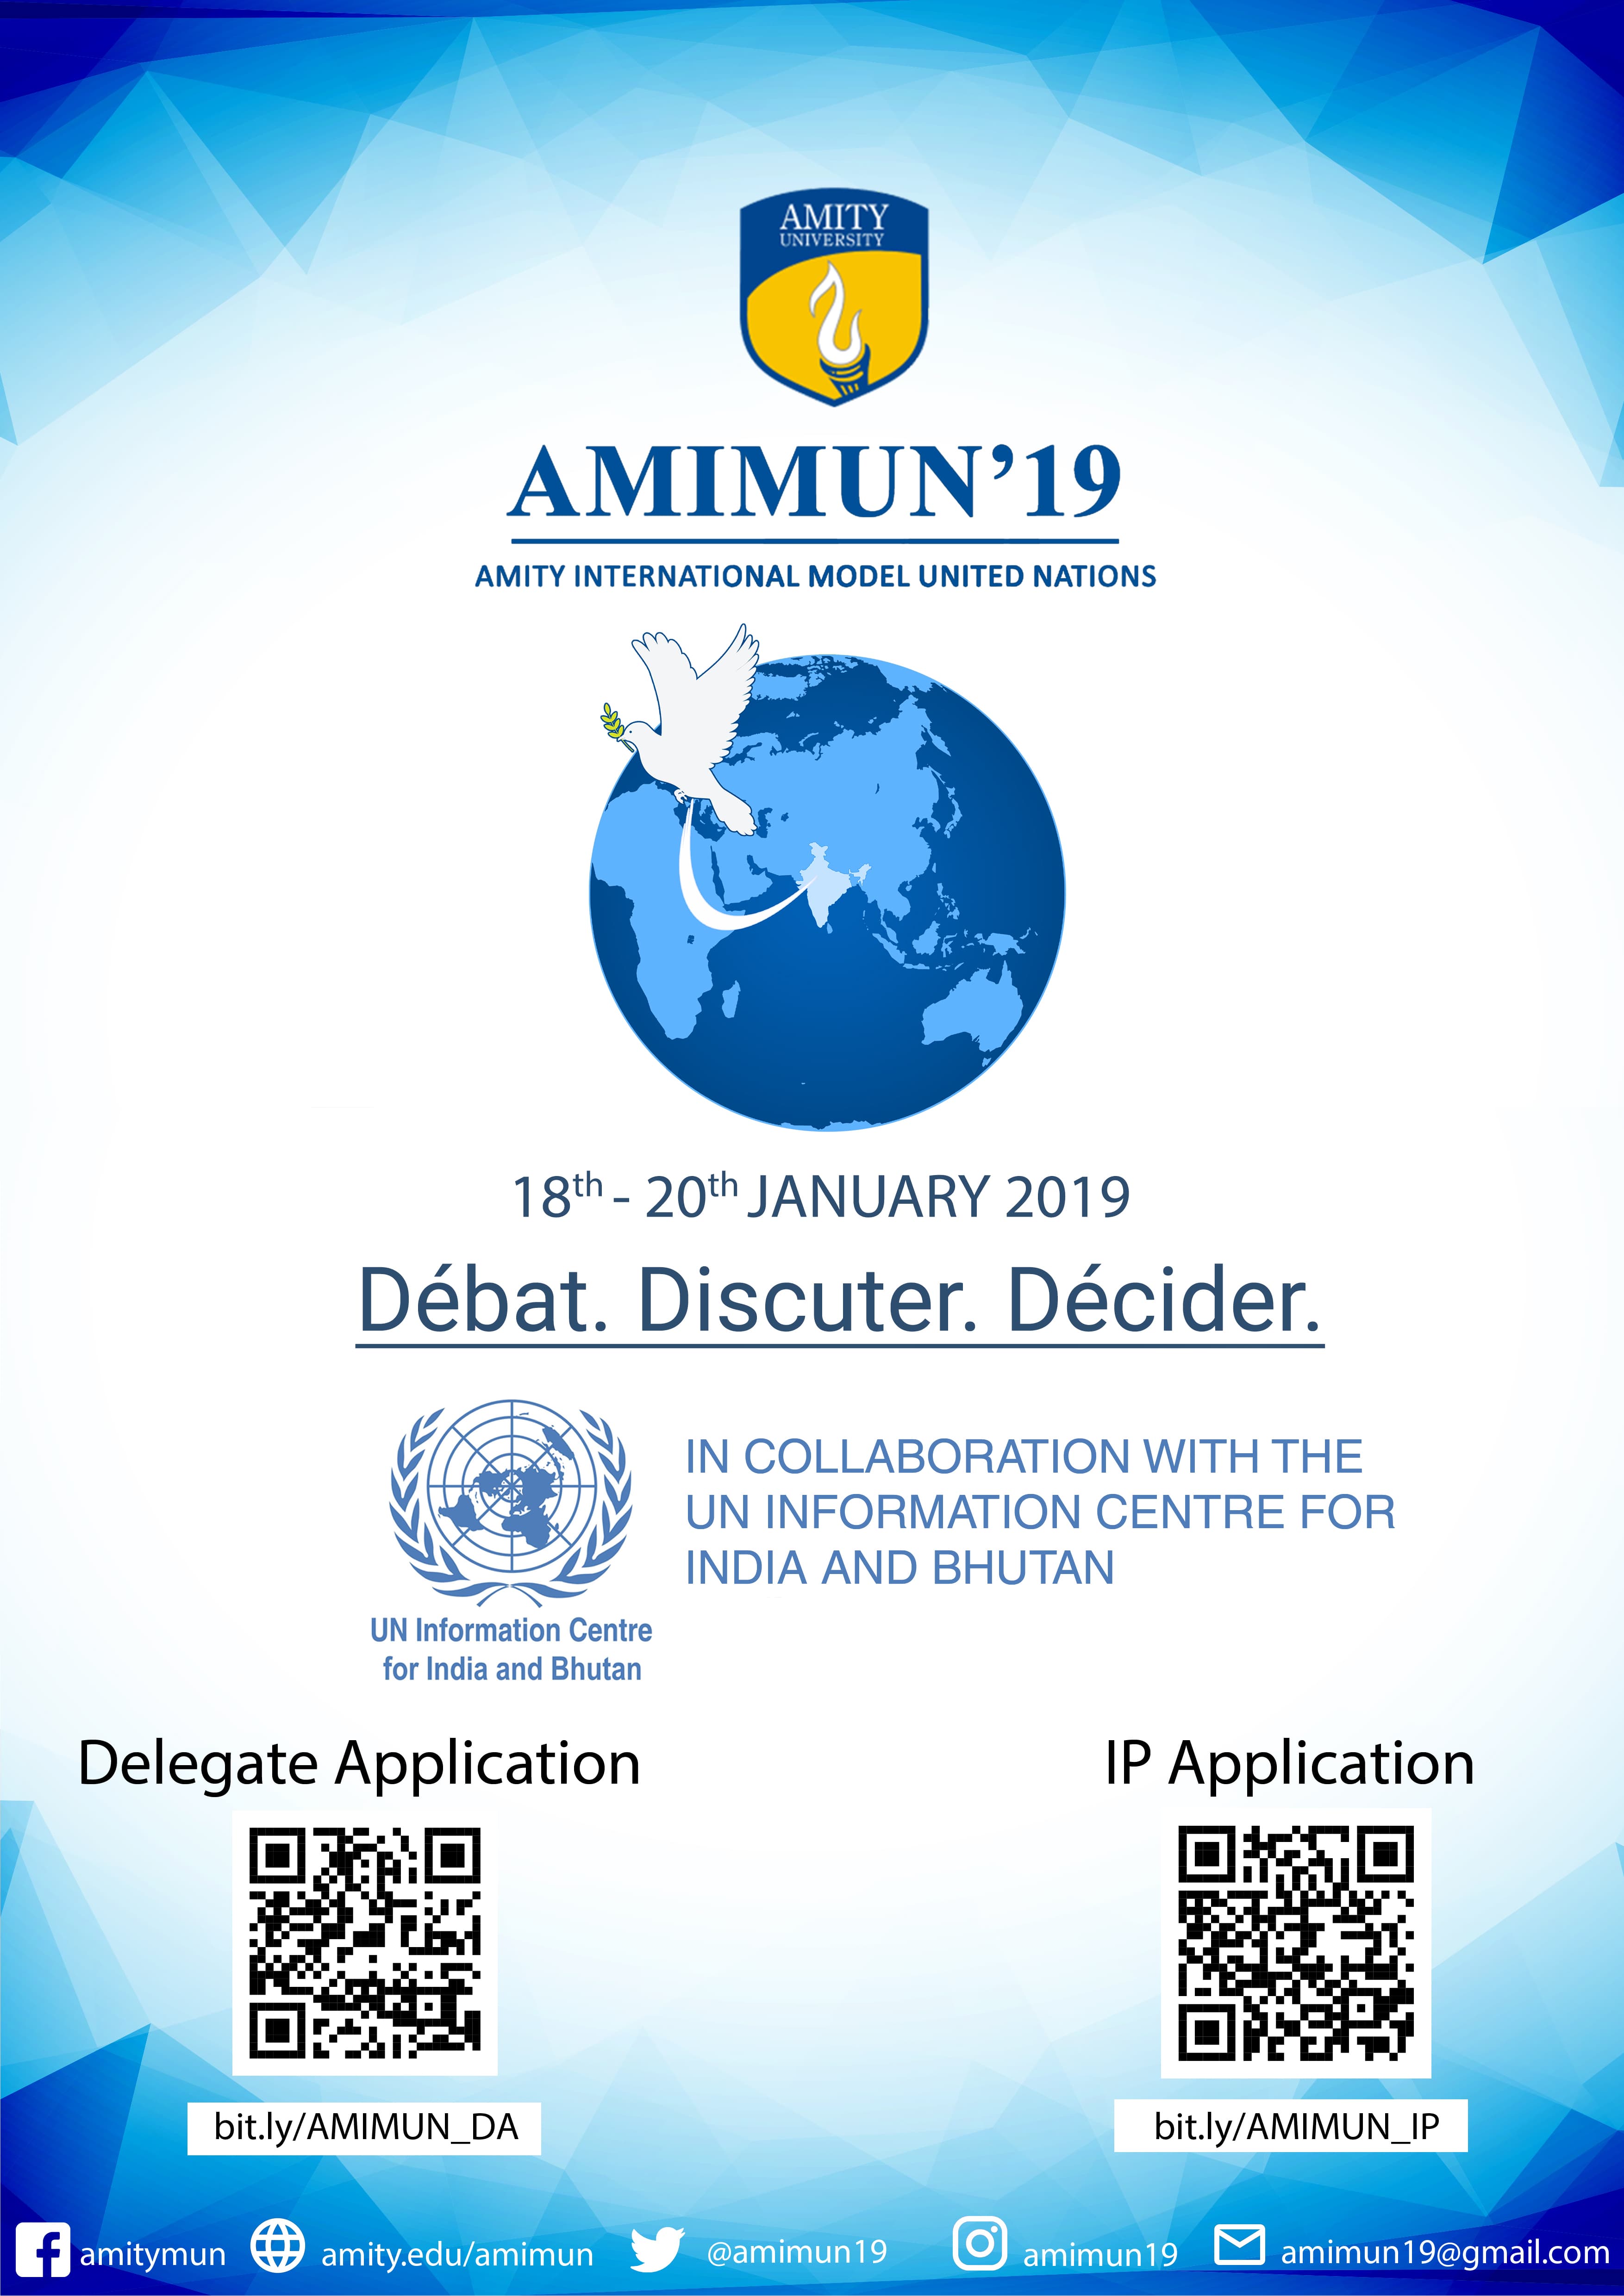 AMITY
UNIVERSITY
AMIMUN’19
AMITY INTERNATIONAL MODEL UNITED NATIONS
18th - 20th JANUARY 2019
Débat. Discuter. Décider.
IN COLLABORATION WITH THE
UN INFORMATION CENTRE FOR
INDIA AND BHUTAN
UN Information Centre
for India and Bhutan
Delegate Application
IP Application
bit.ly/AMIMUN_DA
bit.ly/AMIMUN_IP
amitymun
amity.edu/amimun
@amimun19
amimun19
amimun19@gmail.com